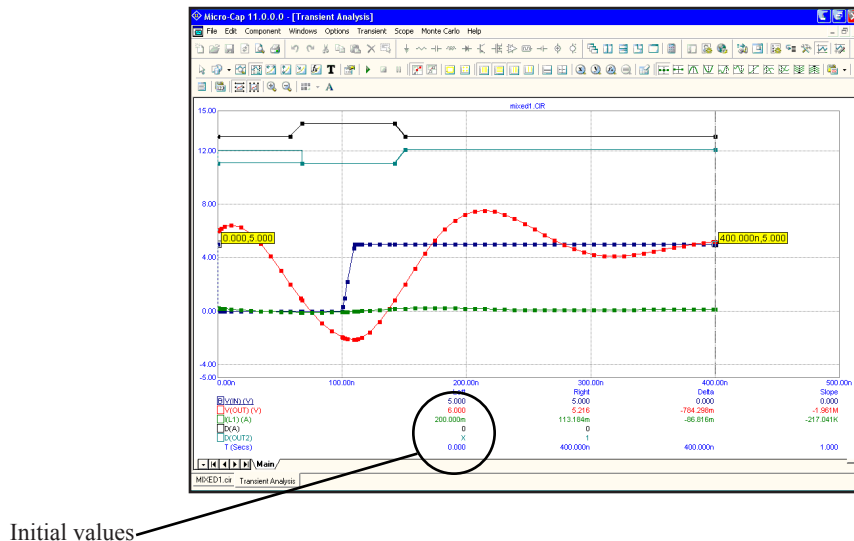 Micro-Cap 11.0.0.0 - [Transient Analysis]
File Edit Component Windows Options Transient Scope Monte Carlo Help
mixed1.CIR
15.00
12.00
8.00
0.000,5.000
400.000n,5.000
4.00
0.00
-4.00
-5.00
0.00n 100.00n 200.00n 300.00n 400.00n 500.00n
Left Right Delta Slope
V(IN) (V) 5.000 5.000 0.000 0.000
V(OUT) (V) 6.000 5.216 -784.298m -1.961M
I(L1) (A) 200.000m 113.184m -86.816m -217.041K
D(A) 0 0
D(OUT2) X 1
T (Secs) 0.000 400.000n 400.000n 1.000
Main
MIXED1.cir Transient Analysis
Initial values